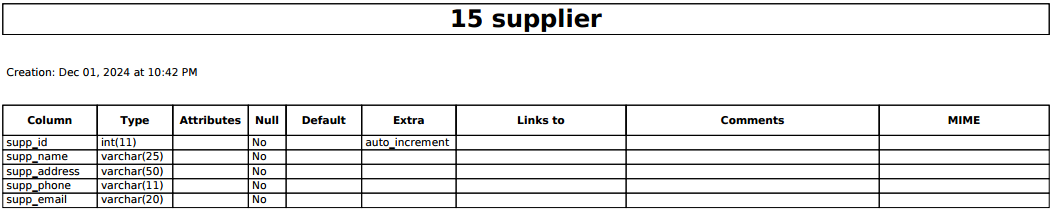 15 supplier
Creation: Dec 01, 2024 at 10:42 PM
Column Type Attributes Null Default Extra Links to Comments MIME
supp_id int(11) No auto_increment
supp_name varchar(25) No
supp_address varchar(50) No
supp_phone varchar(11) No
supp_email varchar(20) No